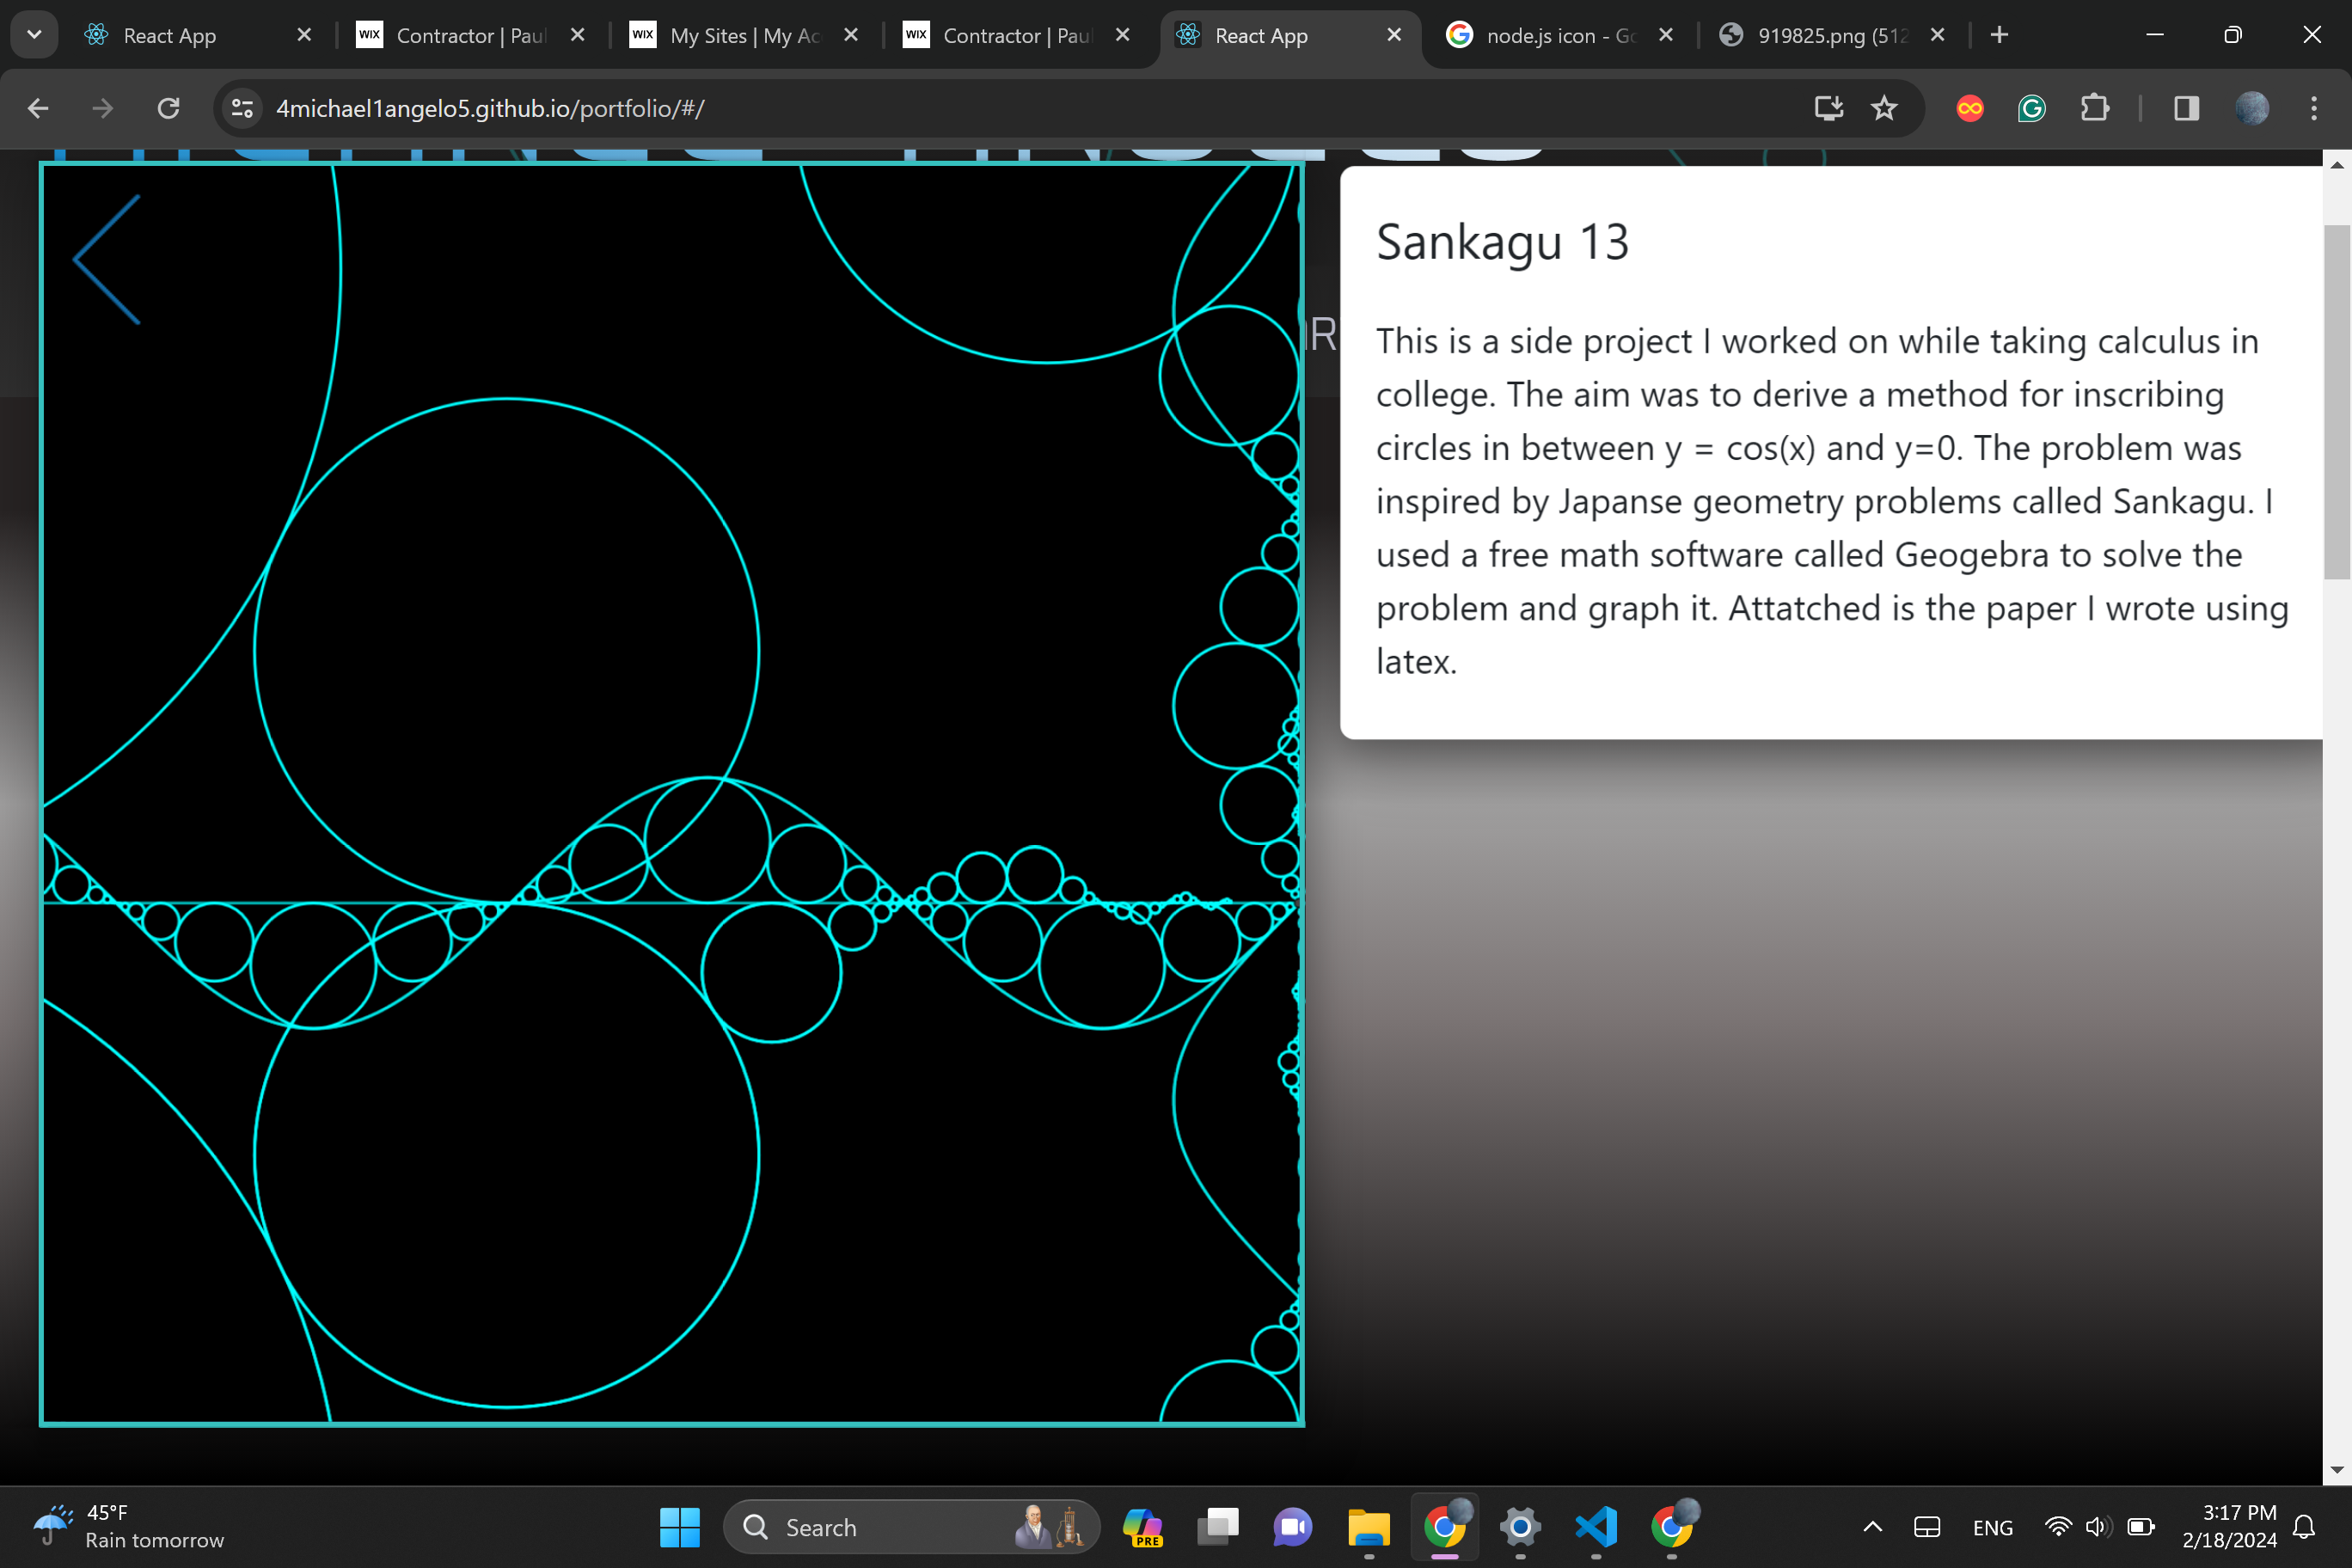 React App
WIX Contractor | Paul
WIX My Sites | My Ac
WIX Contractor | Paul
React App
node.js icon - Go
919825.png (512
4michael1angelo5.github.io/portfolio/#/
Sankagu 13
This is a side project I worked on while taking calculus in
college. The aim was to derive a method for inscribing
circles in between y = cos(x) and y=0. The problem was
inspired by Japanse geometry problems called Sankagu. I
used a free math software called Geogebra to solve the
problem and graph it. Attatched is the paper I wrote using
latex.
45°F
Rain tomorrow
Search
PRE
ENG
3:17 PM
2/18/2024